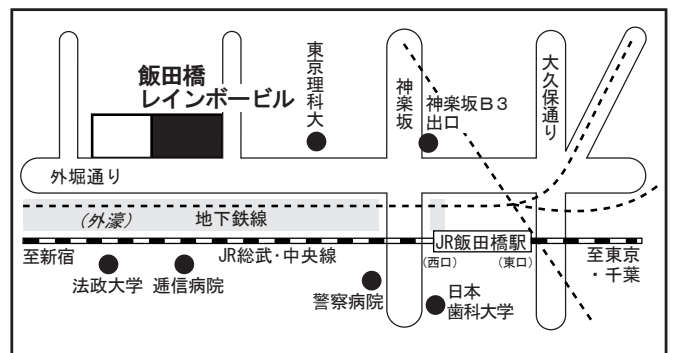 飯田橋
レインボービル
東京理科大
神楽坂
神楽坂B3
出口
大久保通り
外堀通り
(外濠)
地下鉄線
JR飯田橋駅
(西口)
(東口)
至新宿
JR総武・中央線
至東京
・千葉
法政大学
逓信病院
警察病院
日本
歯科大学